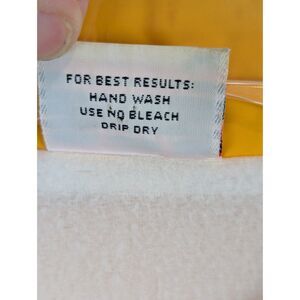 FOR BEST RESULTS:
HAND WASH
USE NO BLEACH
DRIP DRY